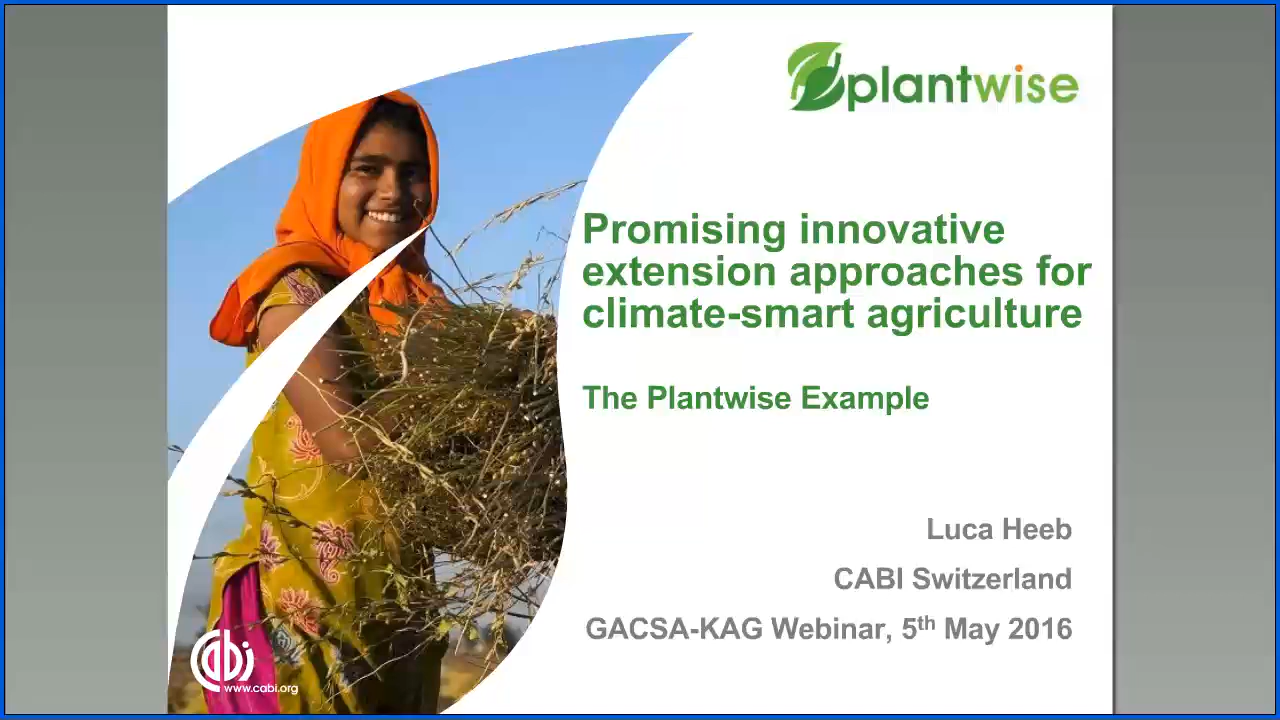 plantwise
Promising innovative
extension approaches for
climate-smart agriculture
The Plantwise Example
Luca Heeb
CABI Switzerland
GACSA-KAG Webinar, 5th May 2016
cabi
www.cabi.org